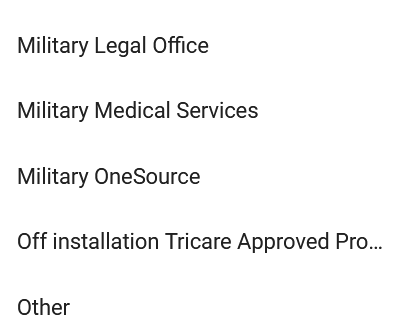 Military Legal Office
Military Medical Services
Military OneSource
Off installation Tricare Approved Pro...
Other